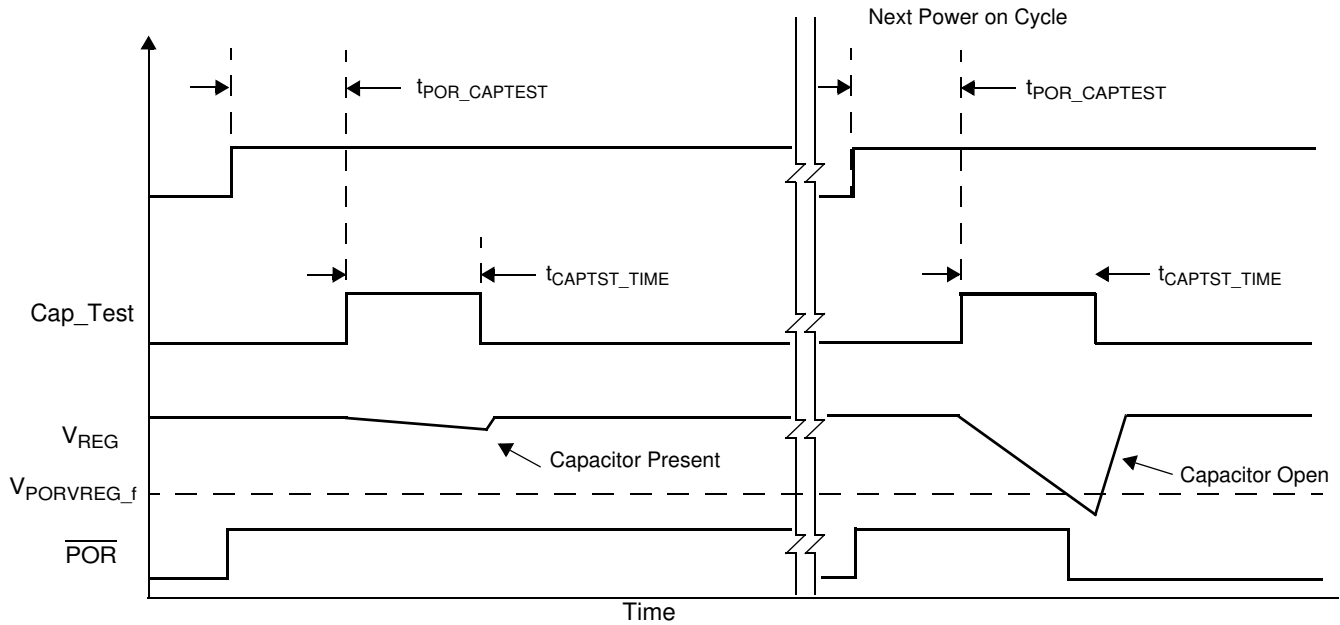 Next Power on Cycle
tPOR_CAPTEST
tPOR_CAPTEST
tCAPTST_TIME
tCAPTST_TIME
Cap_Test
VREG
Capacitor Present
Capacitor Open
VPORVREG_f
POR
Time